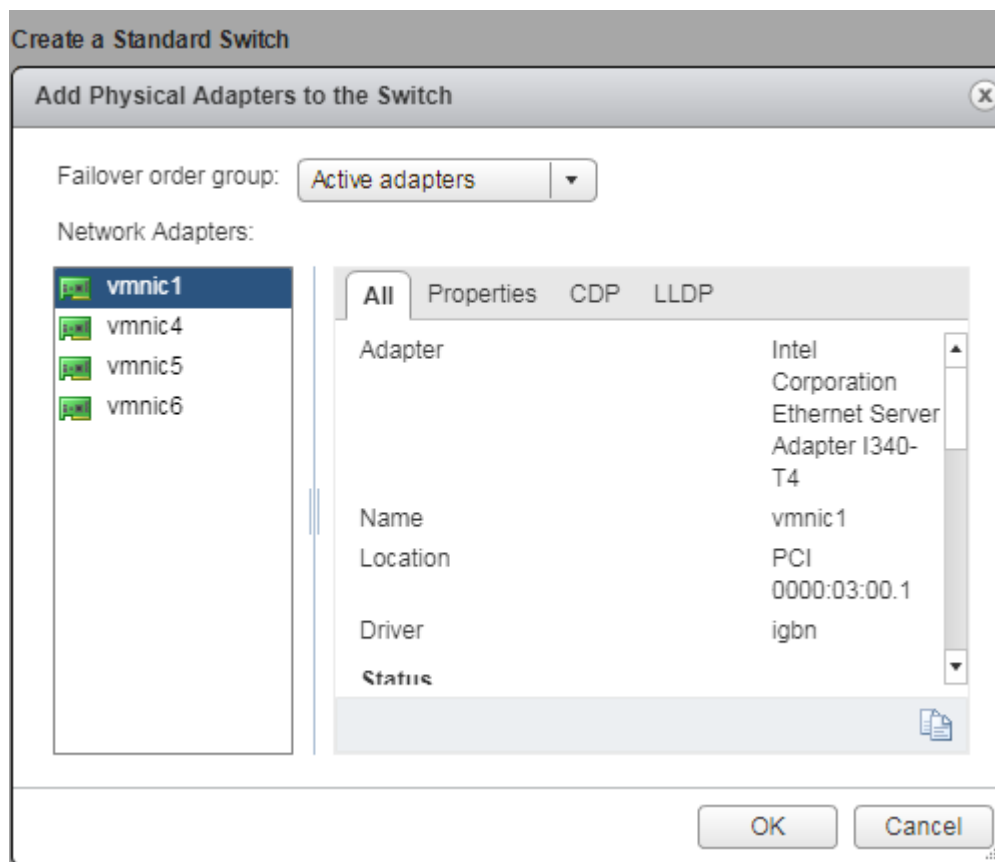 Create a Standard Switch
Add Physical Adapters to the Switch
Failover order group: Active adapters
Network Adapters:
vmnic1
vmnic4
vmnic5
vmnic6
All Properties CDP LLDP
Adapter Intel
Corporation
Ethernet Server
Adapter I340-
T4
Name vmnic1
Location PCI
0000:03:00.1
Driver igbn
Status
OK Cancel